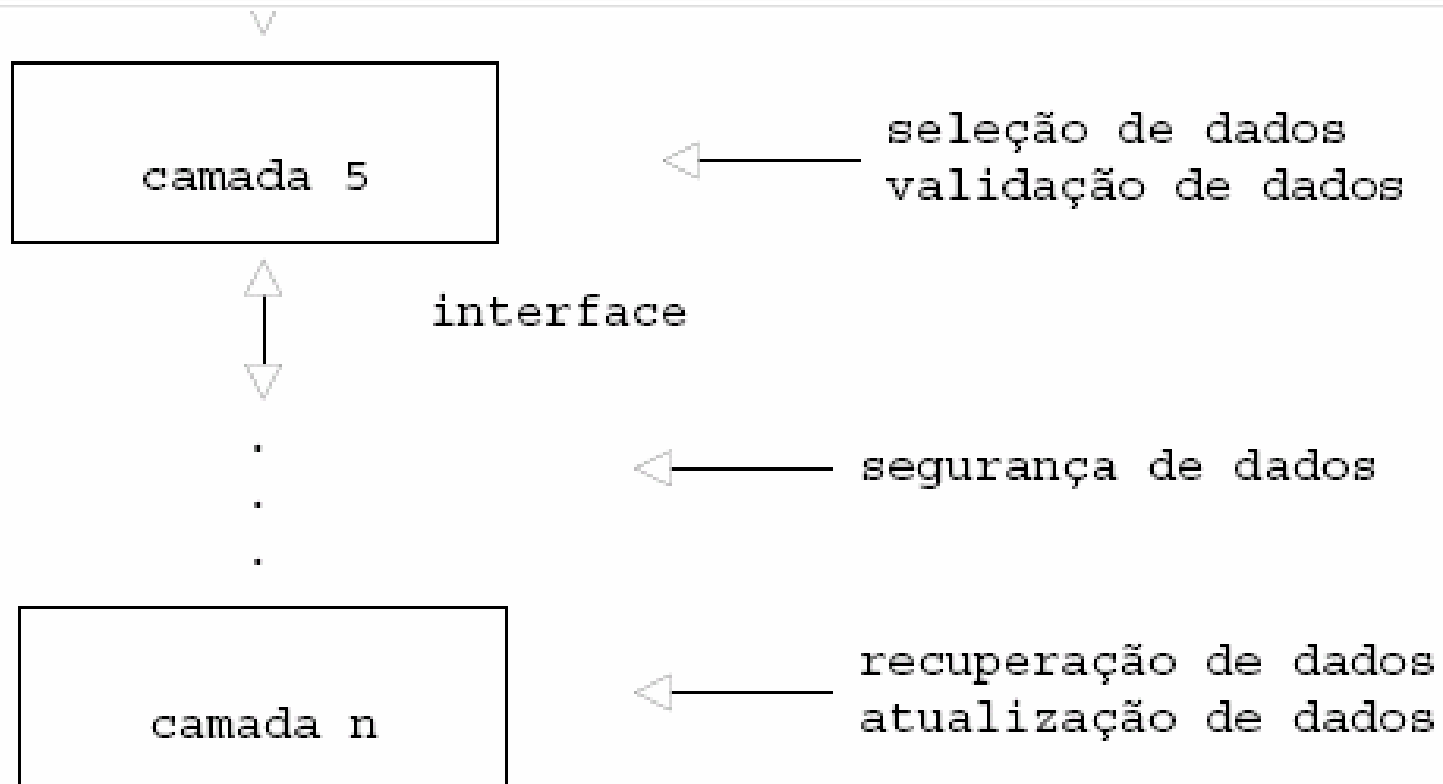 seleção de dados
camada 5
validação de dados
interface
.
.
segurança de dados
.
recuperação de dados
camada n
atualização de dados